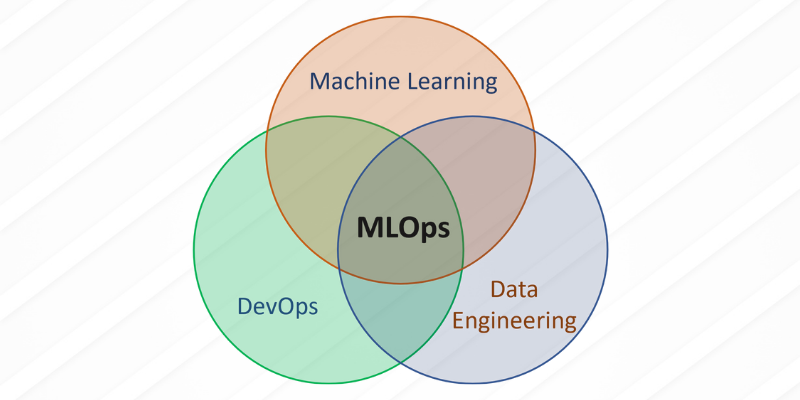 Machine Learning
MLOps
DevOps
Data
Engineering